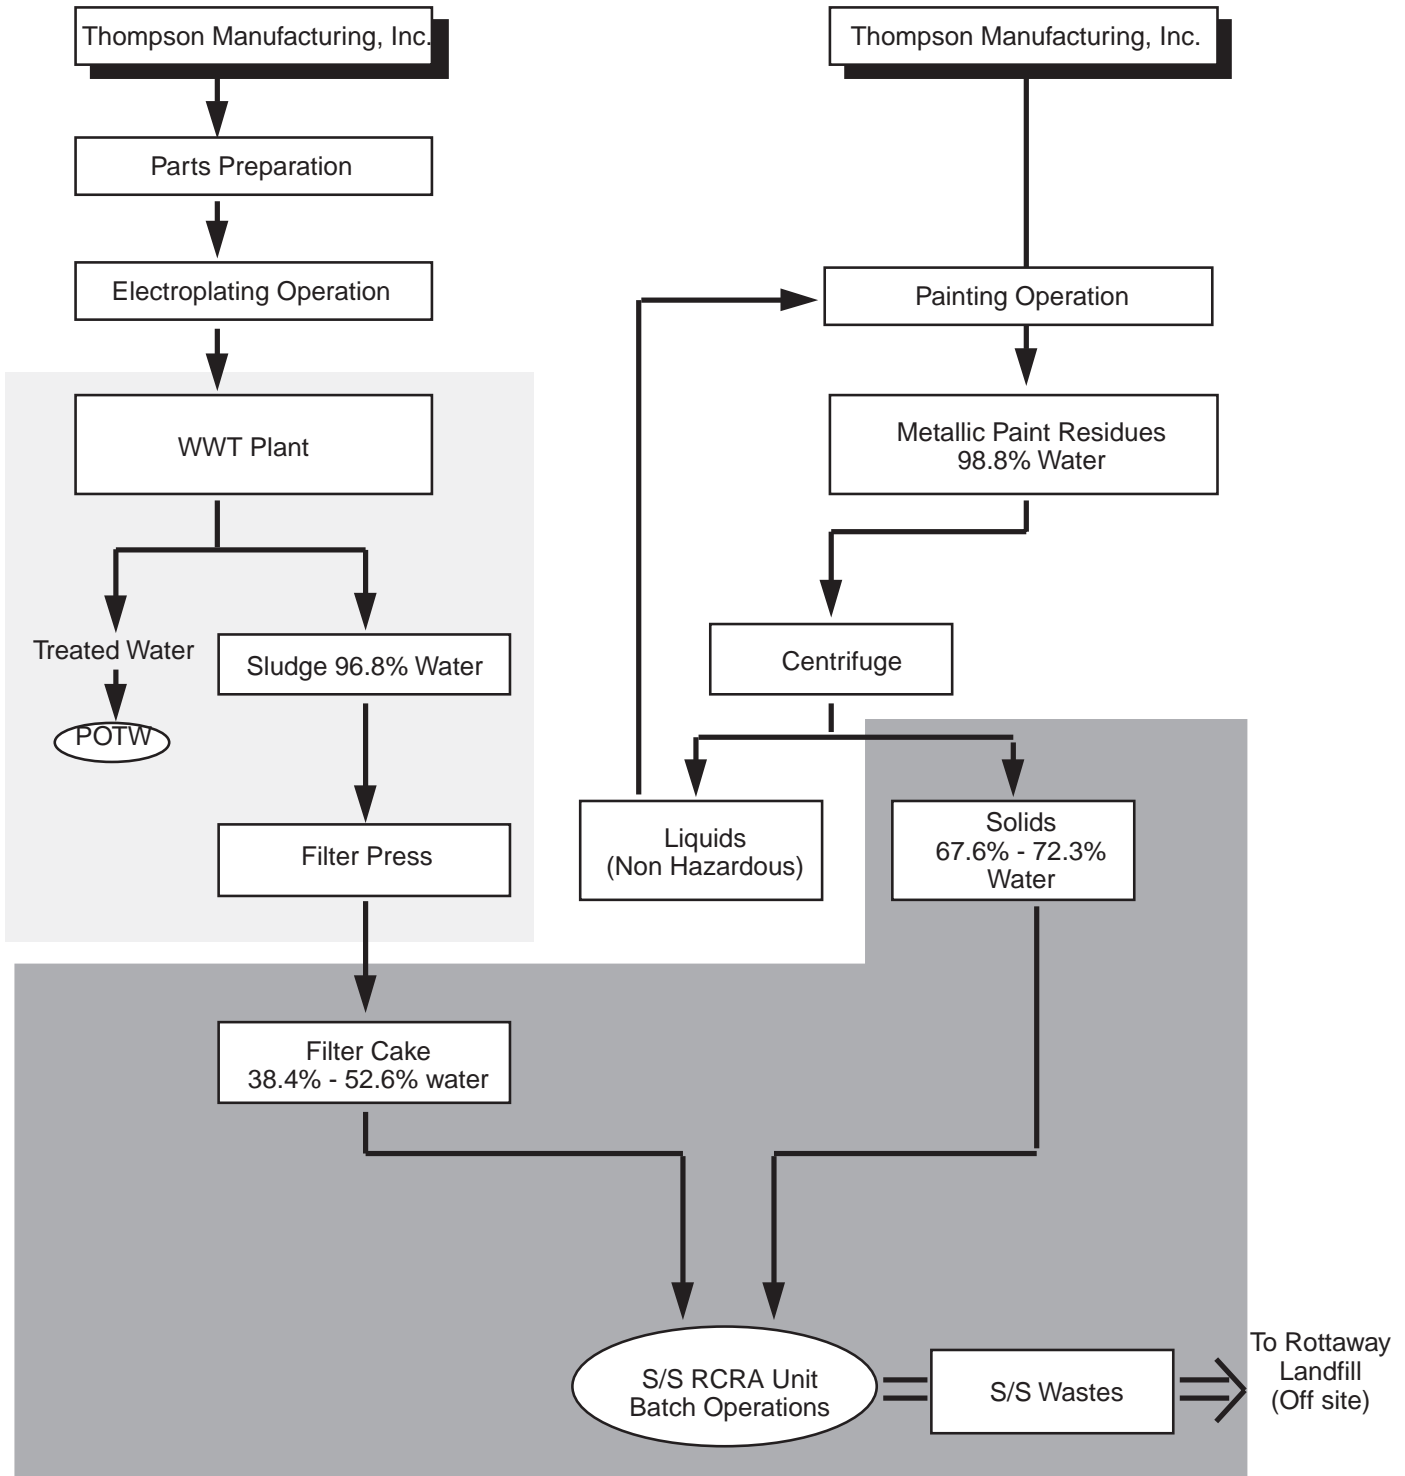 Thompson Manufacturing, Inc.
Thompson Manufacturing, Inc.
Parts Preparation
Electroplating Operation
Painting Operation
WWT Plant
Metallic Paint Residues
98.8% Water
Treated Water
Sludge 96.8% Water
Centrifuge
POTW
Filter Press
Liquids
(Non Hazardous)
Solids
67.6% - 72.3%
Water
Filter Cake
38.4% - 52.6% water
S/S RCRA Unit
Batch Operations
S/S Wastes
To Rottaway
Landfill
(Off site)